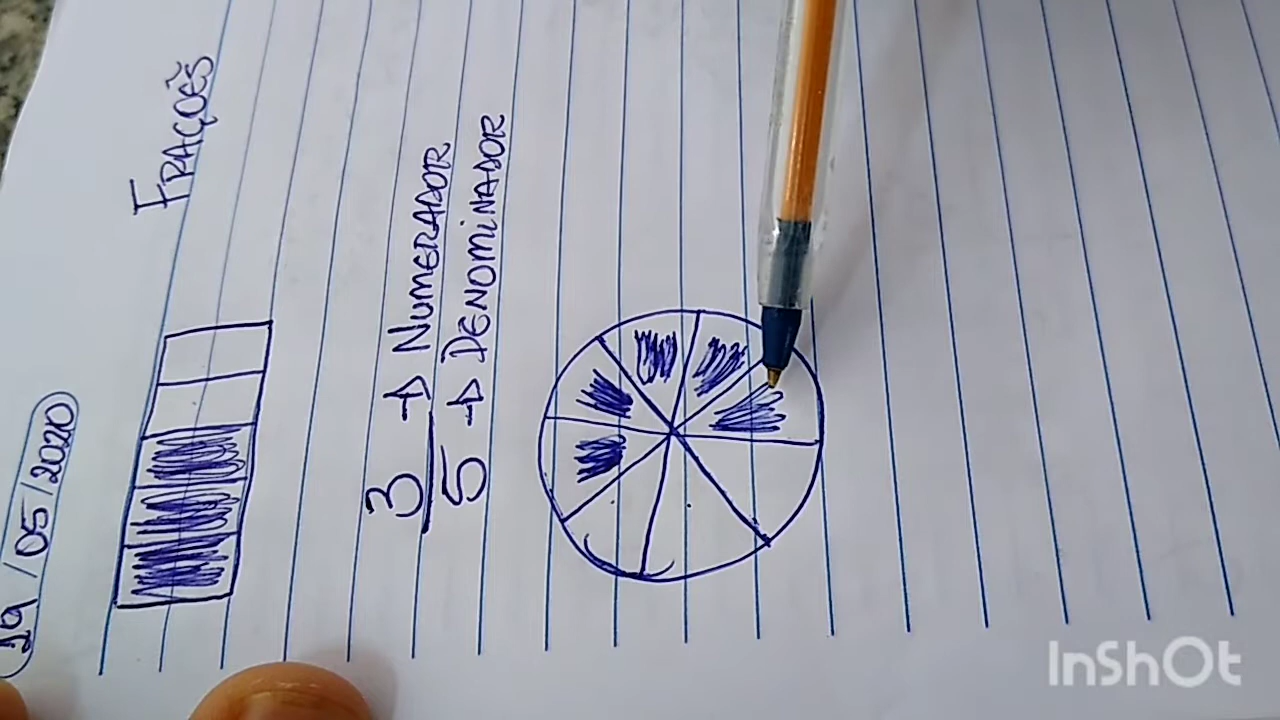 29/05/2020
FRAÇÕES
3 → NUMERADOR
5 → DENOMINADOR
InShOt